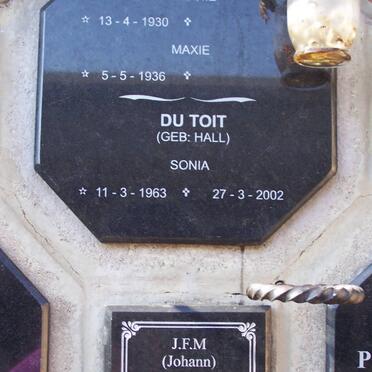 ☆ 13 - 4 - 1930 ✞
MAXIE
☆ 5 - 5 - 1936 ✞
DU TOIT
(GEB: HALL)
SONIA
☆ 11 - 3 - 1963 ✞ 27 - 3 - 2002
J.F.M
(Johann)
P